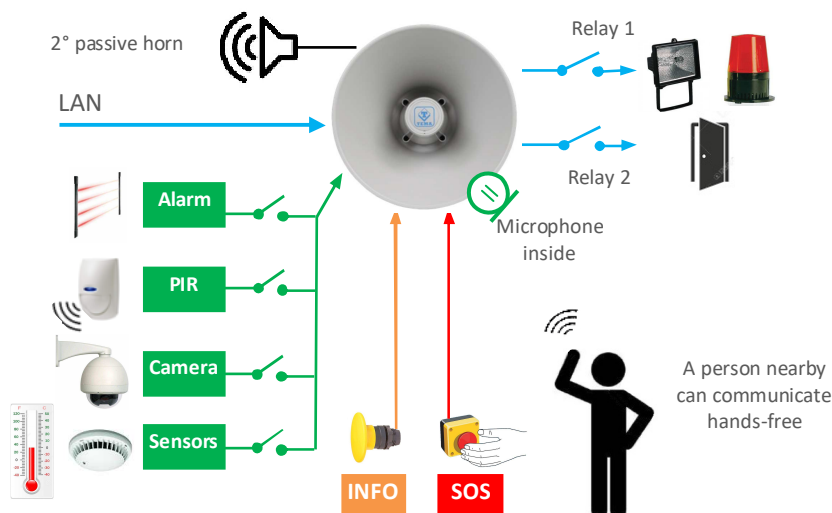 2° passive horn
LAN
Relay 1
Relay 2
Microphone
inside
Alarm
PIR
Camera
Sensors
INFO
SOS
A person nearby
can communicate
hands-free